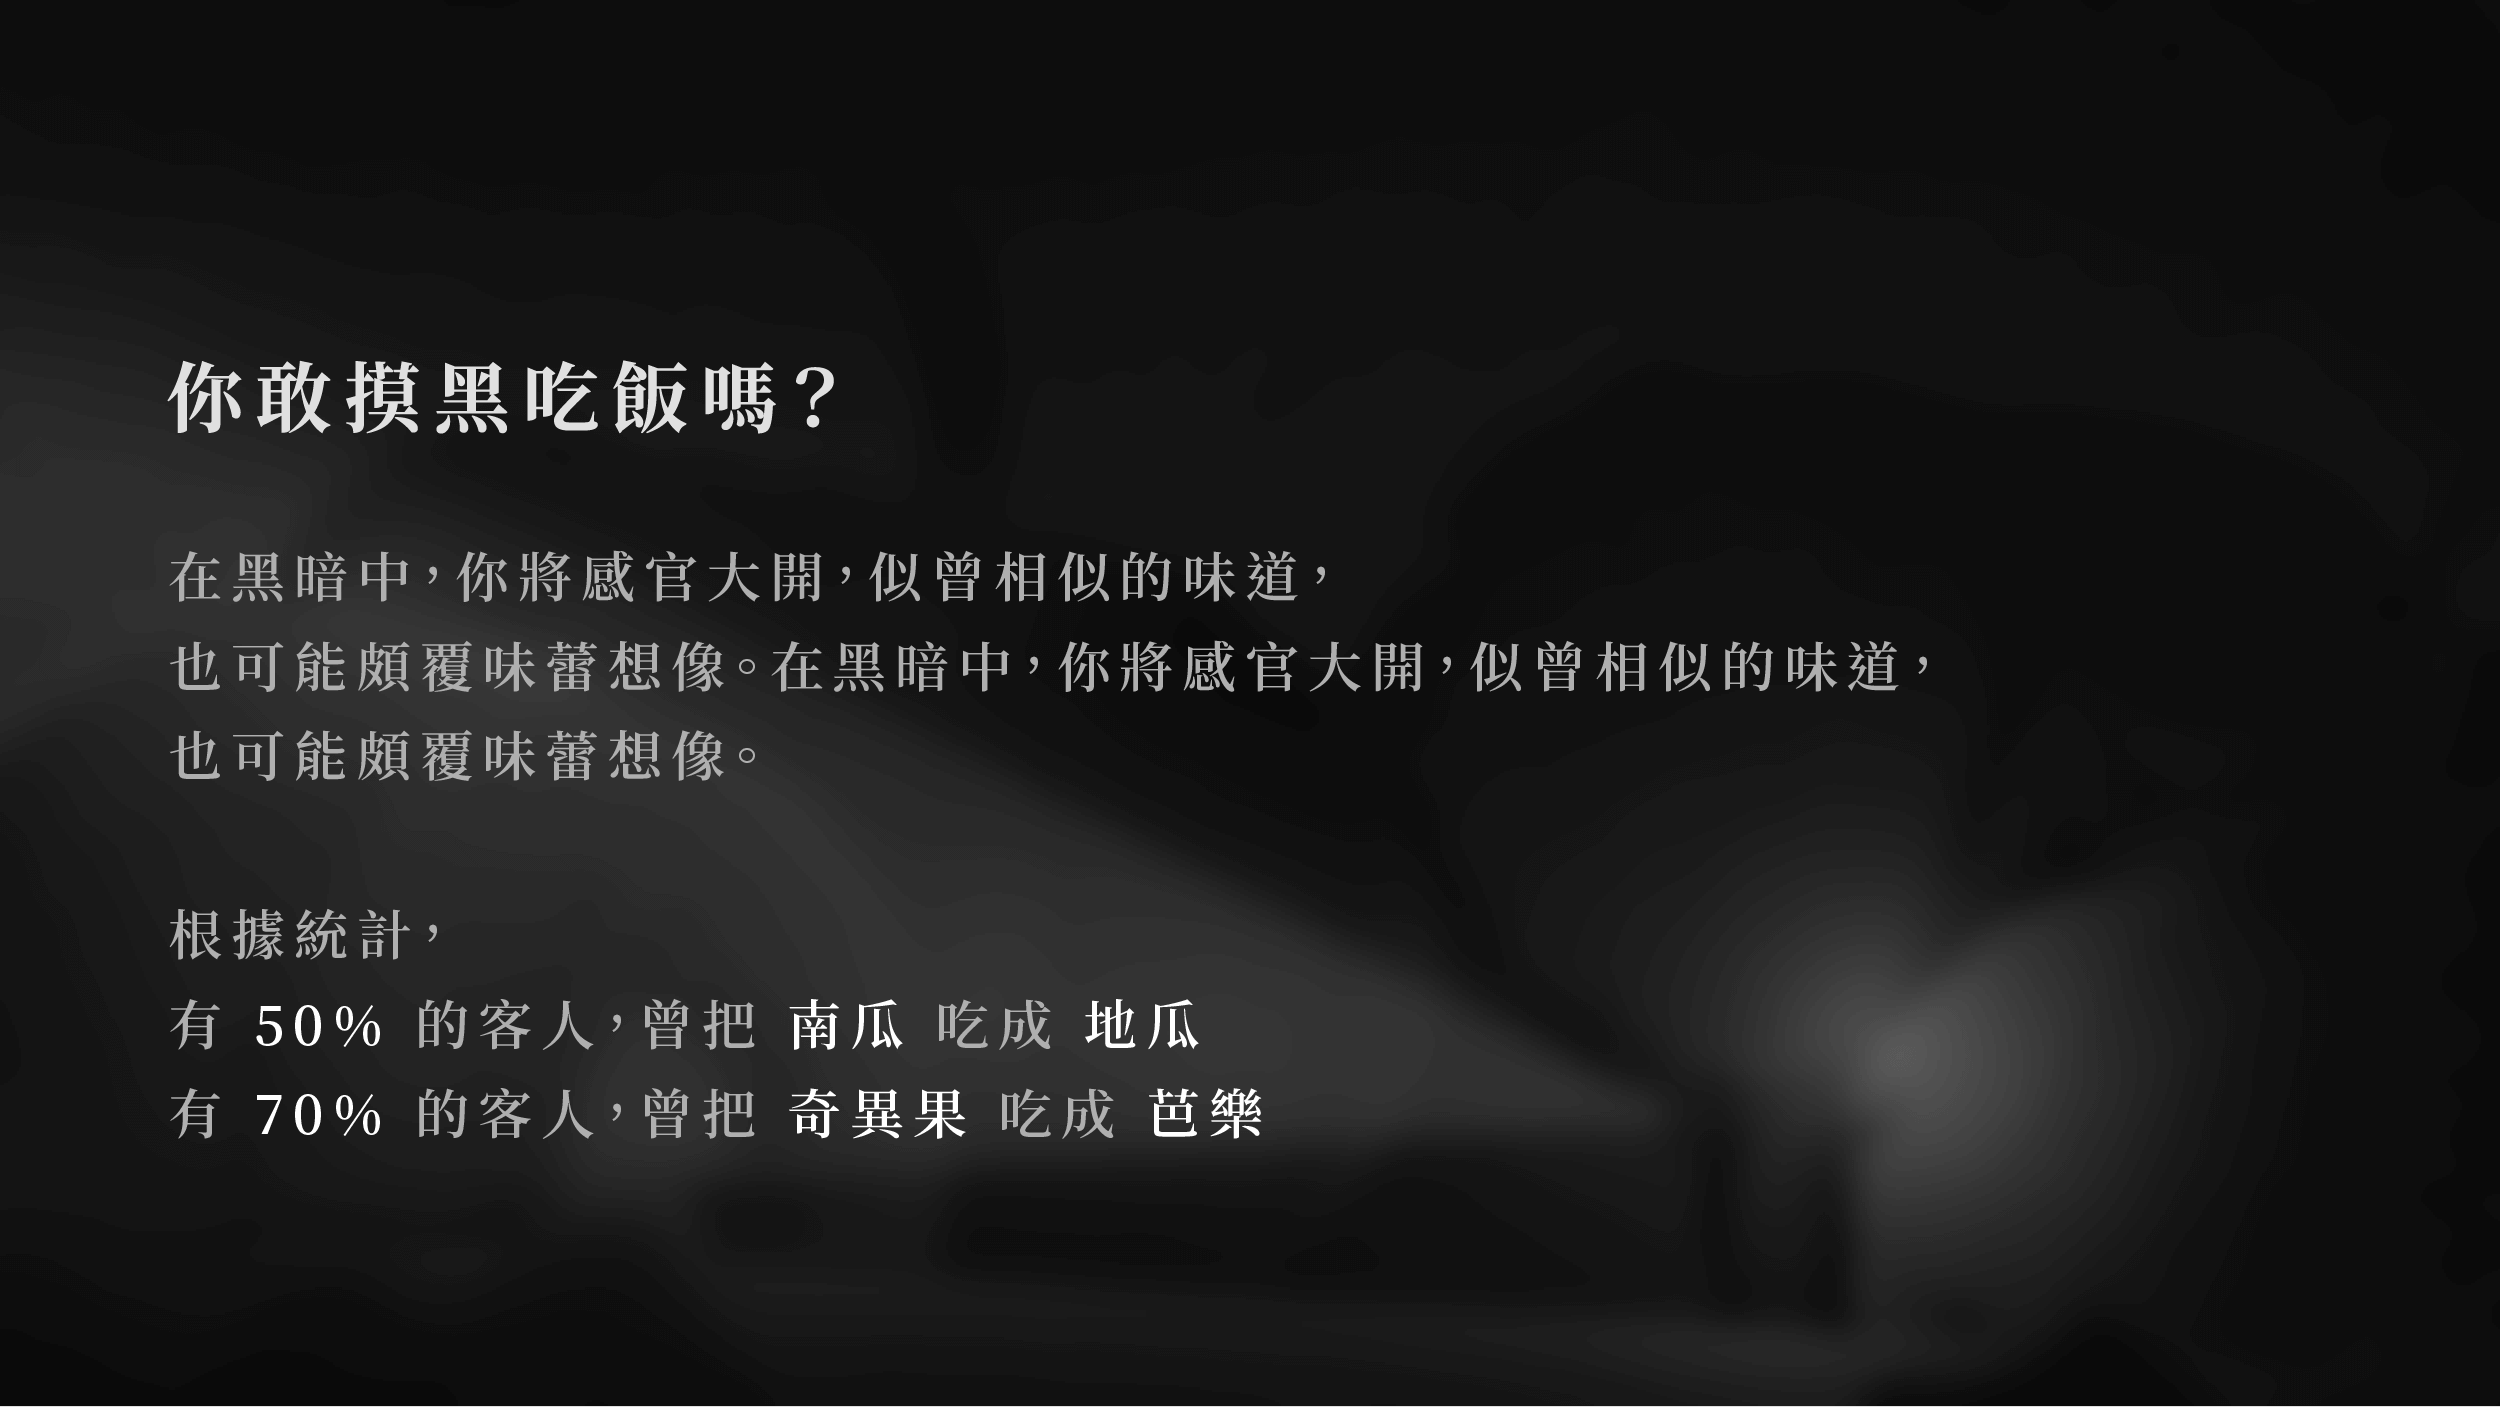 你敢摸黑吃飯嗎？
在黑暗中，你將感官大開，似曾相似的味道，
也可能顛覆味蕾想像。在黑暗中，你將感官大開，似曾相似的味道，
也可能顛覆味蕾想像。
根據統計，
有 50% 的客人，曾把 南瓜 吃成 地瓜
有 70% 的客人，曾把 奇異果 吃成 芭樂